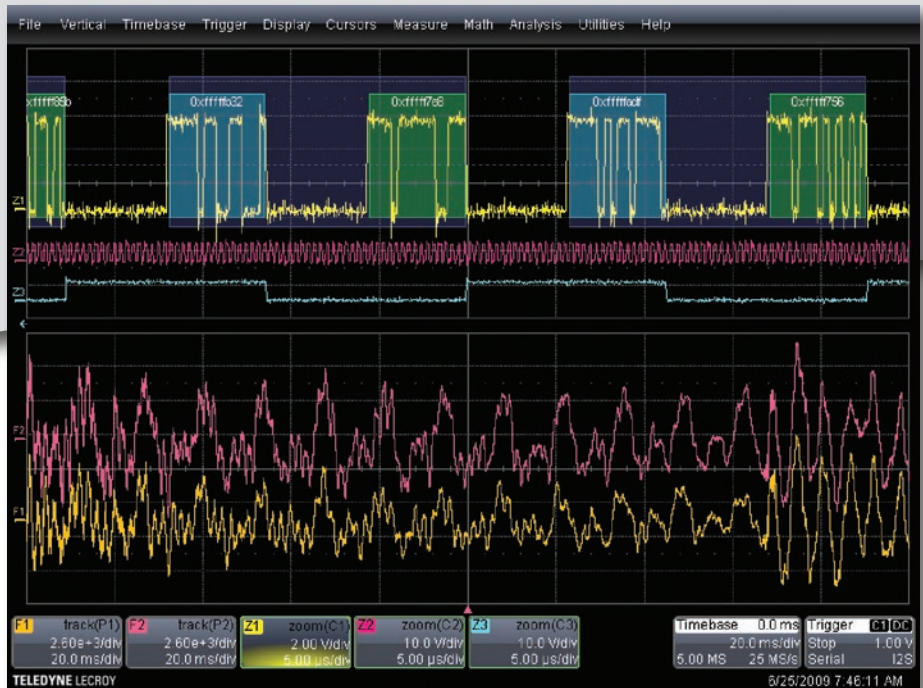 File Vertical Timebase Trigger Display Cursors Measure Math Analysis Utilities Help
0xfffffb32 0xfffff7e8 0xfffff756
Z1
Z2
Z3
F2
F1
F1 track(P1) F2 track(P2) Z1 zoom(C1) Z2 zoom(C2) Z3 zoom(C3) Timebase 0.0 ms Trigger C1 DC
2.60e+3/div 2.60e+3/div 2.00 V/div 10.0 V/div 10.0 V/div 20.0 ms/div Stop 1.00 V
20.0 ms/div 20.0 ms/div 5.00 µs/div 5.00 µs/div 5.00 µs/div 5.00 MS 25 MS/s Serial I2S
TELEDYNE LECROY 6/25/2009 7:46:11 AM